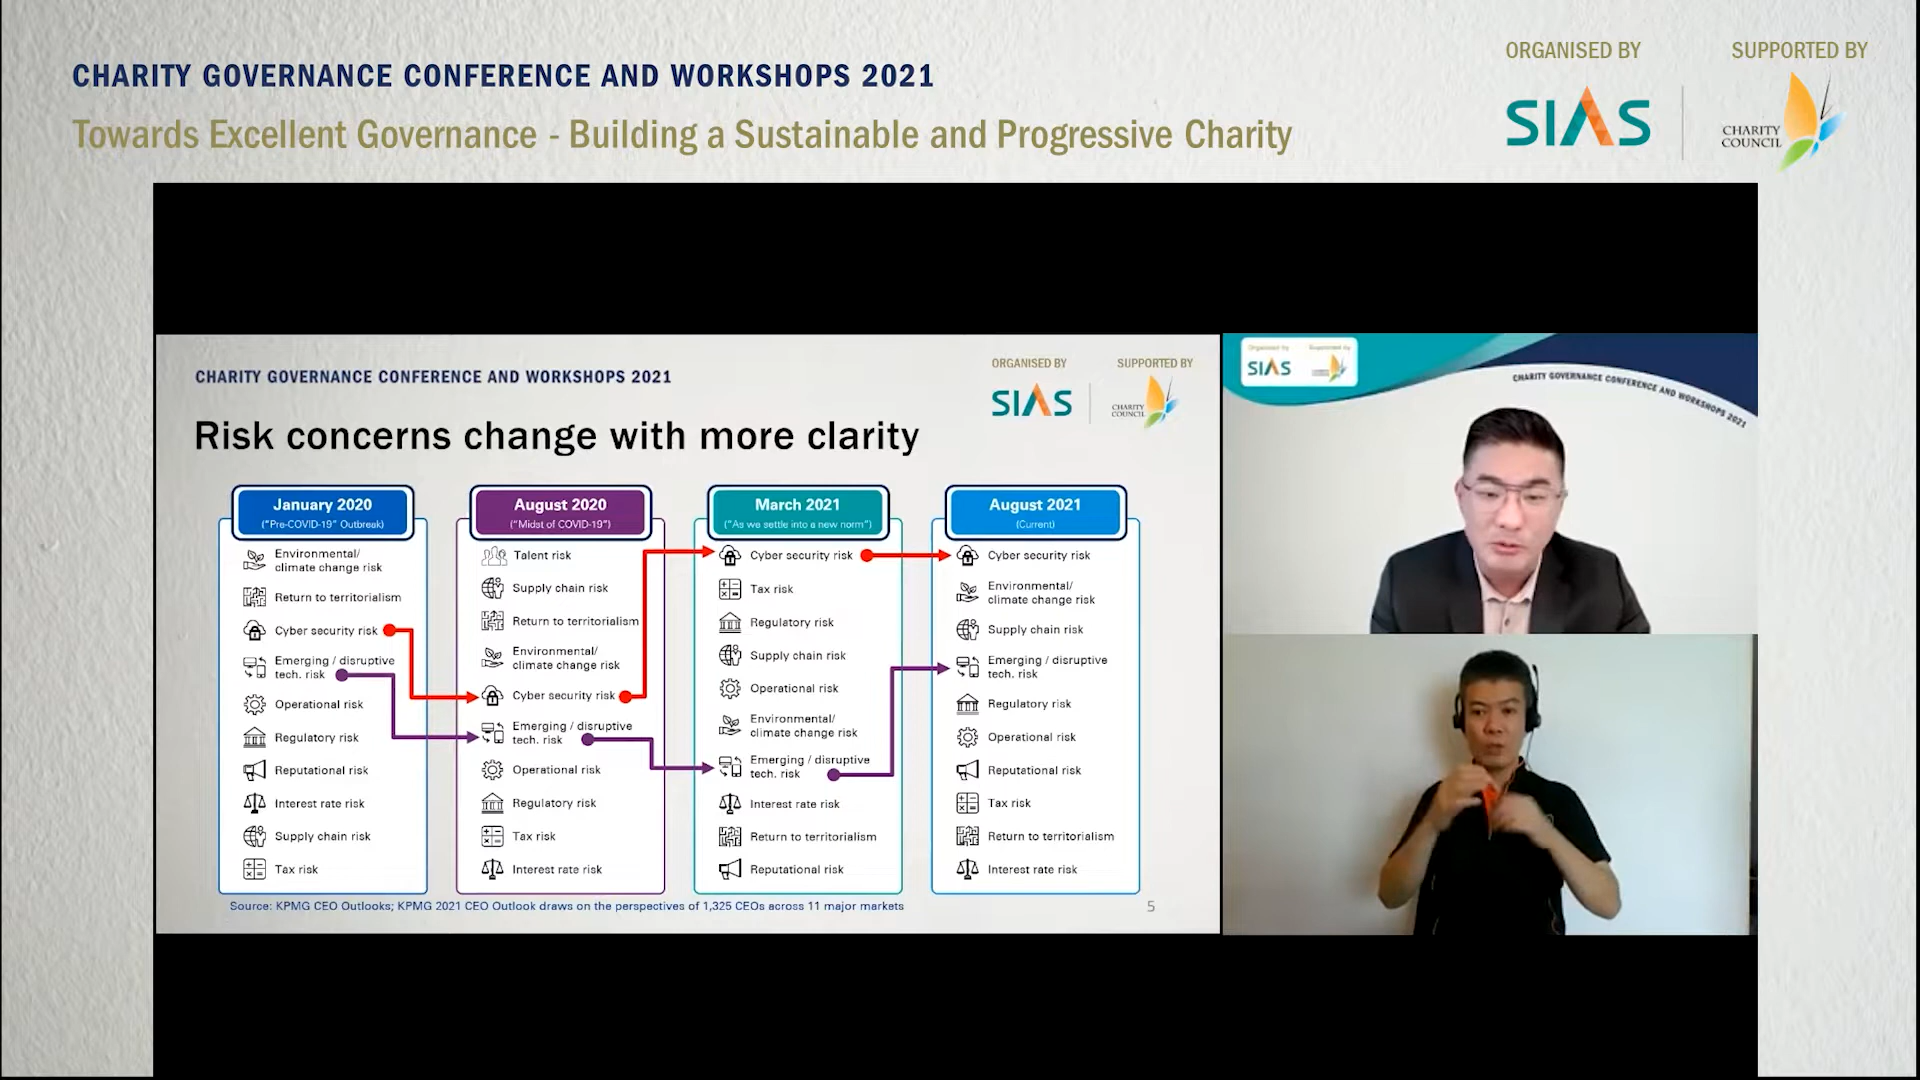 CHARITY GOVERNANCE CONFERENCE AND WORKSHOPS 2021
Towards Excellent Governance - Building a Sustainable and Progressive Charity
ORGANISED BY
SIAS
SUPPORTED BY
CHARITY
COUNCIL
CHARITY GOVERNANCE CONFERENCE AND WORKSHOPS 2021
ORGANISED BY
SIAS
SUPPORTED BY
CHARITY
COUNCIL
Risk concerns change with more clarity
January 2020
("Pre-COVID-19" Outbreak)
Environmental/
climate change risk
Return to territorialism
Cyber security risk
Emerging / disruptive
tech. risk
Operational risk
Regulatory risk
Reputational risk
Interest rate risk
Supply chain risk
Tax risk
August 2020
("Midst of COVID-19")
Talent risk
Supply chain risk
Return to territorialism
Environmental/
climate change risk
Cyber security risk
Emerging / disruptive
tech. risk
Operational risk
Regulatory risk
Tax risk
Interest rate risk
March 2021
("As we settle into a new norm")
Cyber security risk
Tax risk
Regulatory risk
Supply chain risk
Operational risk
Environmental/
climate change risk
Emerging / disruptive
tech. risk
Interest rate risk
Return to territorialism
Reputational risk
August 2021
(Current)
Cyber security risk
Environmental/
climate change risk
Supply chain risk
Emerging / disruptive
tech. risk
Regulatory risk
Operational risk
Reputational risk
Tax risk
Return to territorialism
Interest rate risk
Source: KPMG CEO Outlooks; KPMG 2021 CEO Outlook draws on the perspectives of 1,325 CEOs across 11 major markets
5
Organised by
SIAS
Supported by
CHARITY GOVERNANCE CONFERENCE AND WORKSHOPS 2021